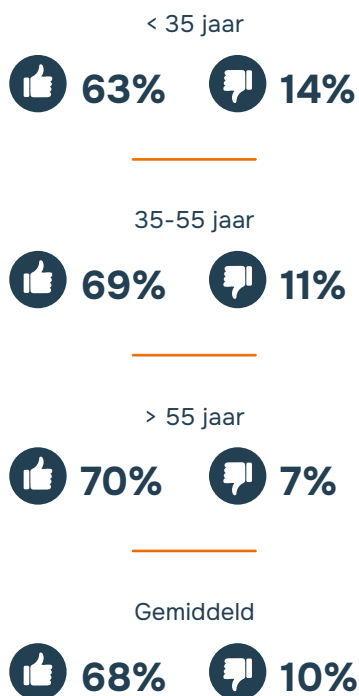 < 35 jaar
63% 14%
35-55 jaar
69% 11%
> 55 jaar
70% 7%
Gemiddeld
68% 10%